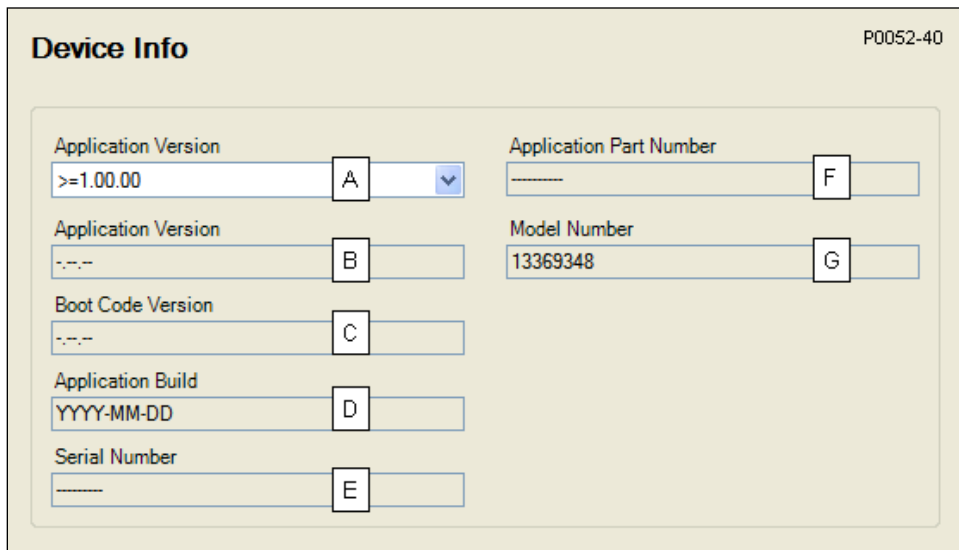 Device Info
P0052-40
Application Version
>=1.00.00
A
Application Version
-.--.--
B
Boot Code Version
-.--.--
C
Application Build
YYYY-MM-DD
D
Serial Number
---------
E
Application Part Number
----------
F
Model Number
13369348
G